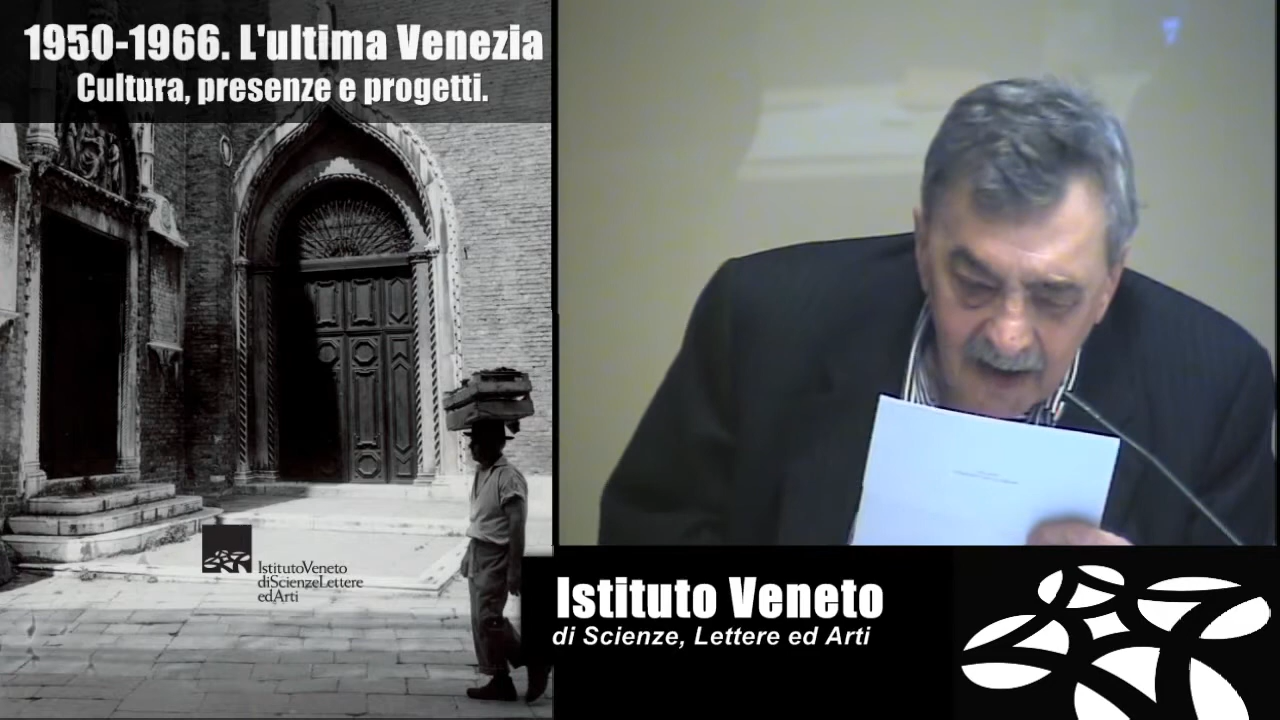 1950-1966. L'ultima Venezia
Cultura, presenze e progetti.
IstitutoVeneto
diScienzeLettere
edArti
Istituto Veneto
di Scienze, Lettere ed Arti